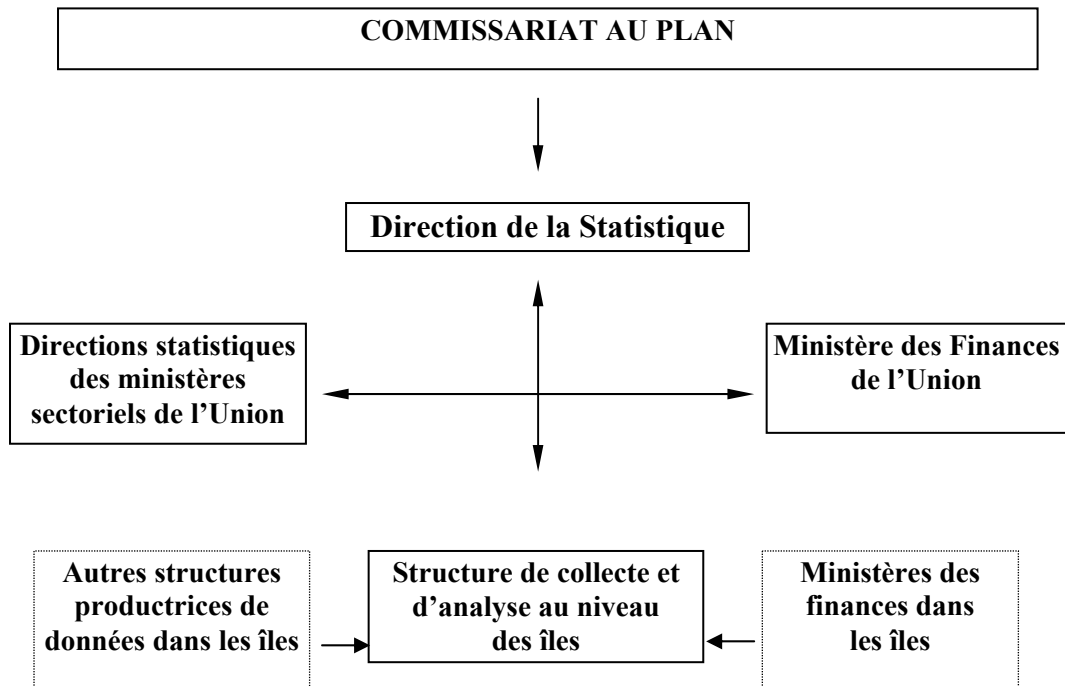 COMMISSARIAT AU PLAN
Direction de la Statistique
Directions statistiques
des ministères
sectoriels de l’Union
Ministère des Finances
de l’Union
Autres structures
productrices de
données dans les îles
Structure de collecte et
d’analyse au niveau
des îles
Ministères des
finances dans
les îles